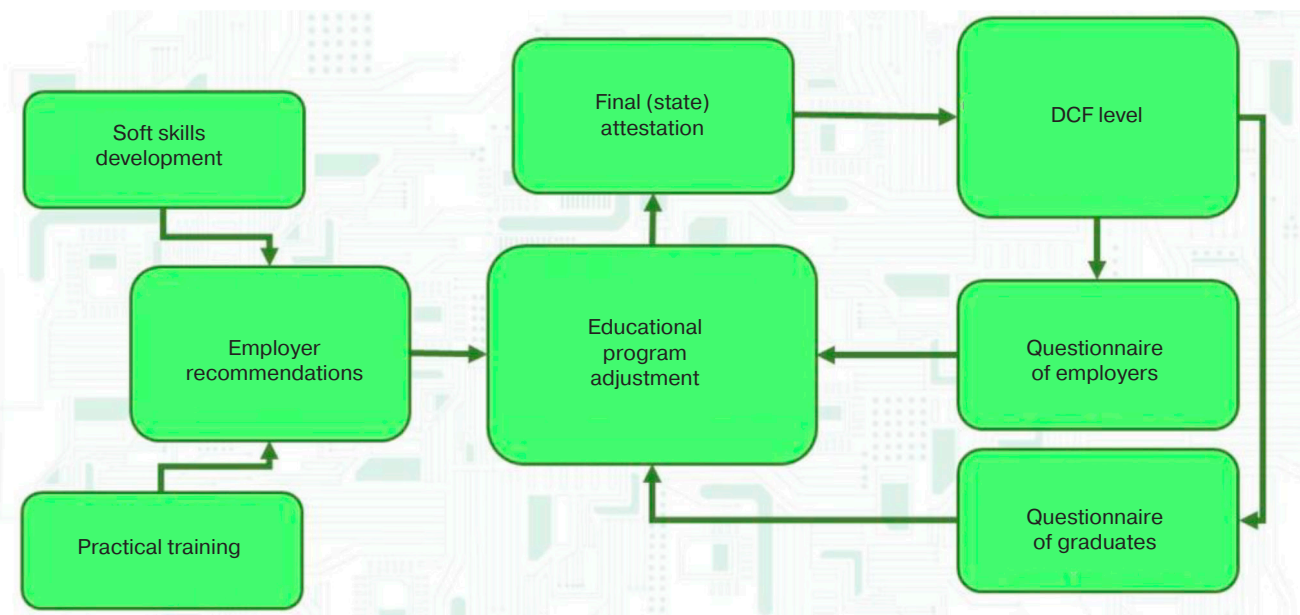 Soft skills
development
Employer
recommendations
Practical training
Final (state)
attestation
Educational
program
adjustment
DCF level
Questionnaire
of employers
Questionnaire
of graduates